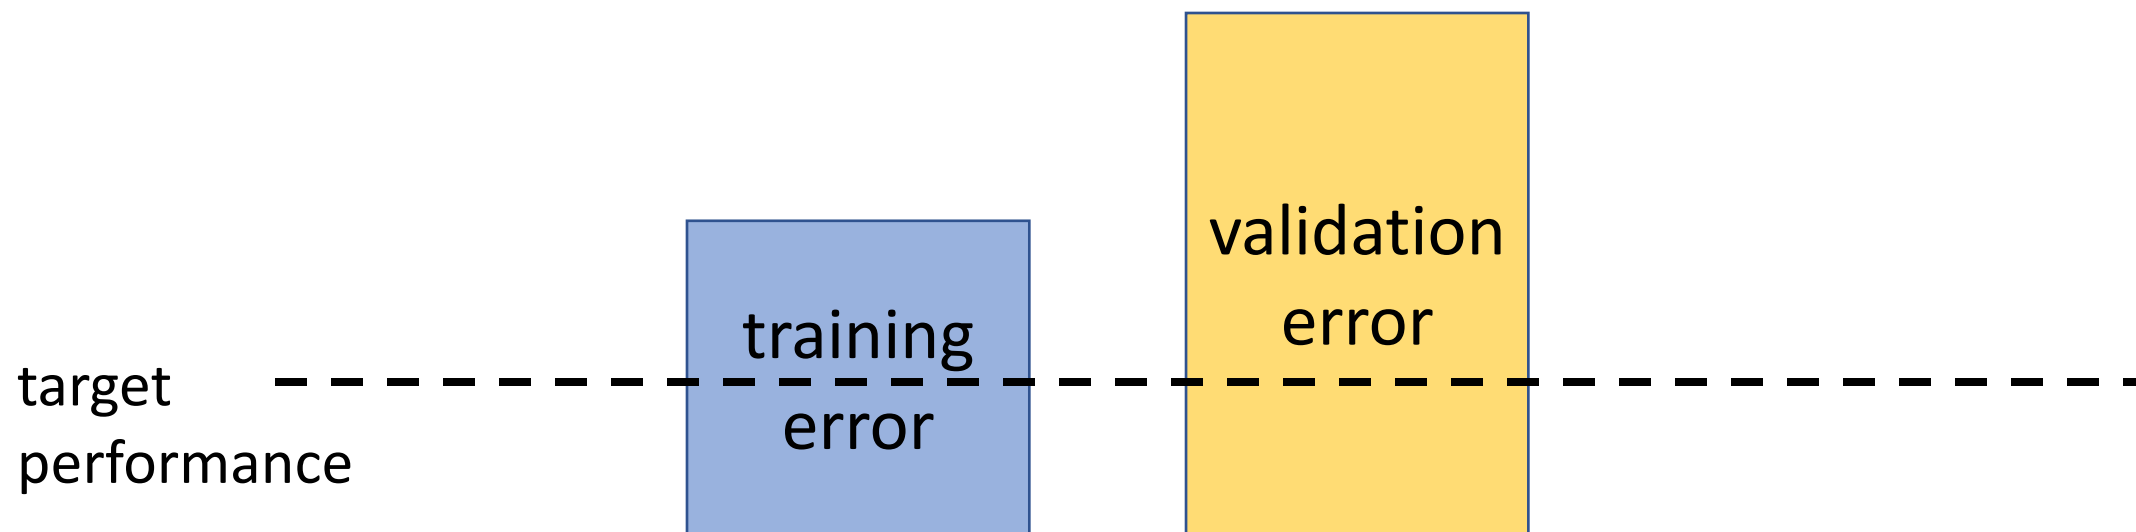 target
performance
training
error
validation
error